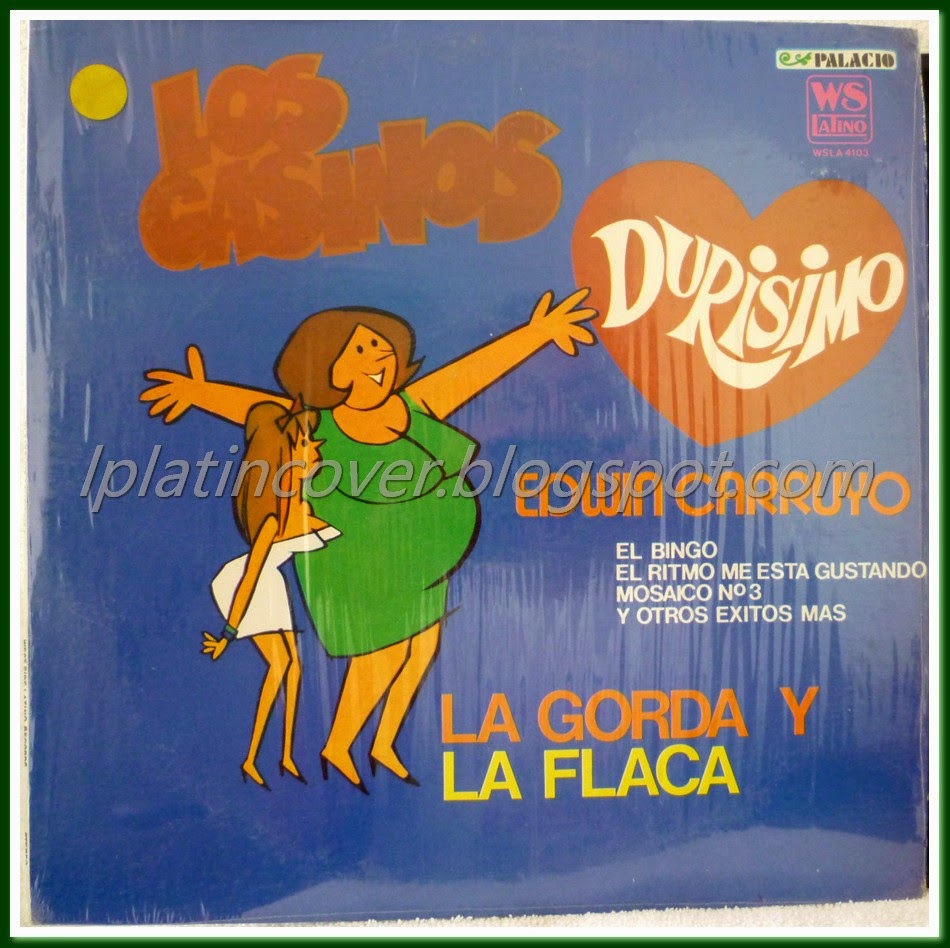 PALACIO
WS
LATINO
WSLA 4103
LOS
CASINOS
DURISIMO
lplatincover.blogspot.com
EDWIN CARRUYO
EL BINGO
EL RITMO ME ESTA GUSTANDO
MOSAICO Nº 3
Y OTROS EXITOS MAS
LA GORDA Y
LA FLACA